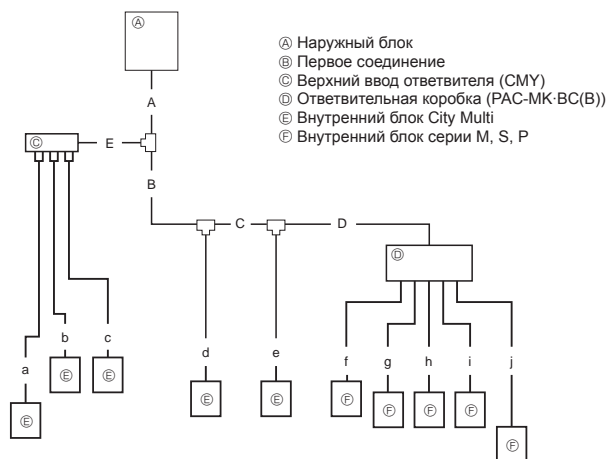 Ⓐ
Ⓐ Наружный блок
Ⓑ Первое соединение
Ⓒ Верхний ввод ответвителя (CMY)
Ⓓ Ответвительная коробка (PAC-MK·BC(B))
Ⓔ Внутренний блок City Multi
Ⓕ Внутренний блок серии M, S, P
A
Ⓒ
E
B
C
D
Ⓓ
a
b
c
d
e
f
g
h
i
j
Ⓔ
Ⓔ
Ⓔ
Ⓔ
Ⓔ
Ⓕ
Ⓕ
Ⓕ
Ⓕ
Ⓕ